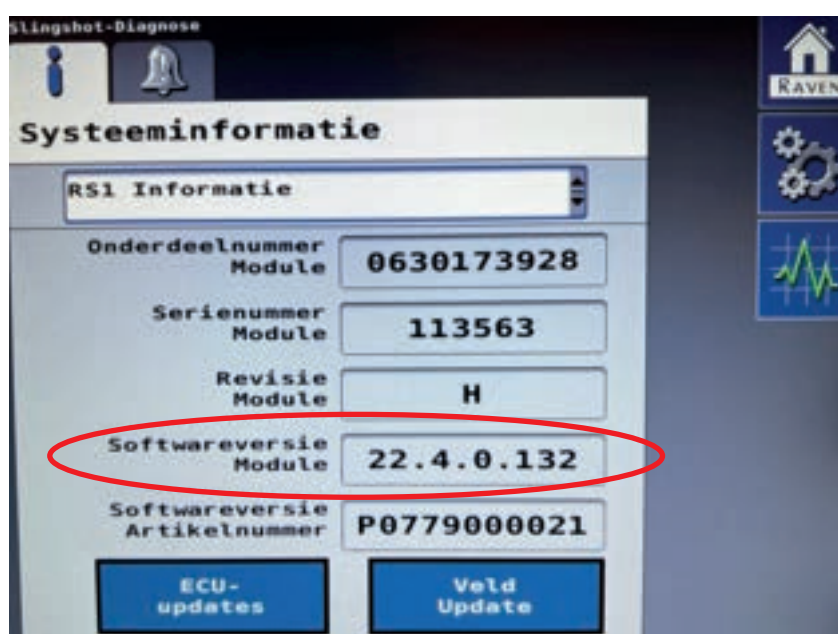 Slingshot-Diagnose
RAVEN
Systeeminformatie
RS1 Informatie
Onderdeelnummer
Module
0630173928
Serienummer
Module
113563
Revisie
Module
H
Softwareversie
Module
22.4.0.132
Softwareversie
Artikelnummer
P0779000021
ECU-
updates
Veld
Update